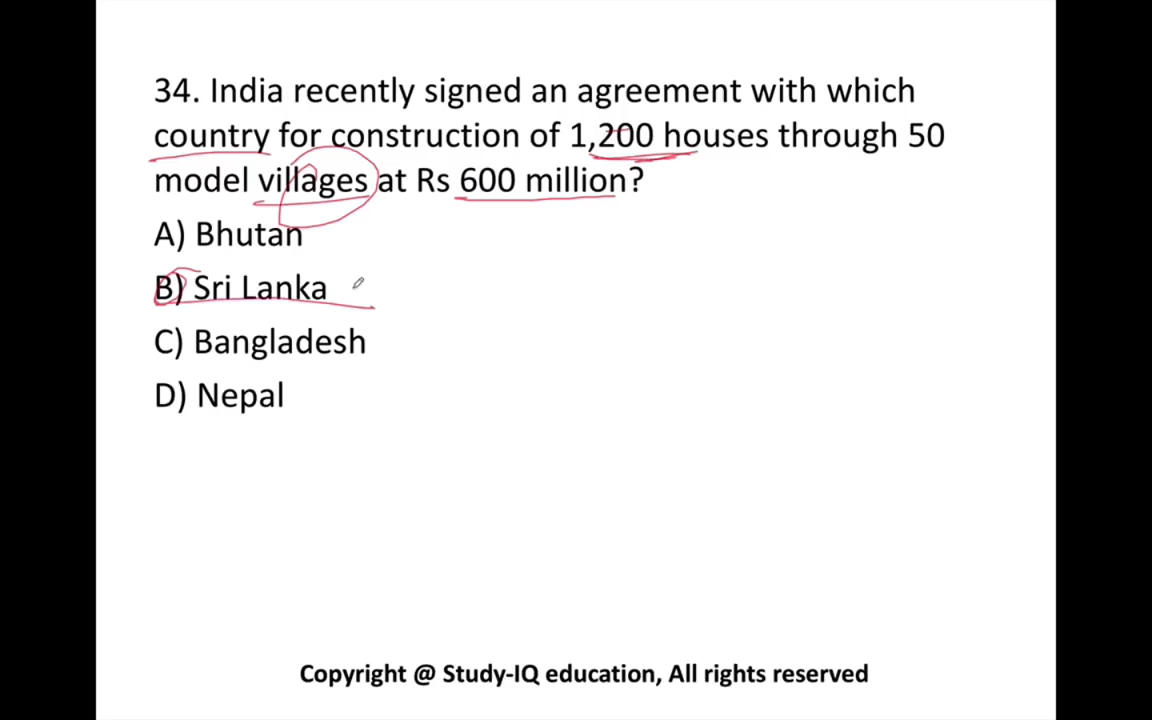 34. India recently signed an agreement with which
country for construction of 1,200 houses through 50
model villages at Rs 600 million?
A) Bhutan
B) Sri Lanka
C) Bangladesh
D) Nepal
Copyright @ Study-IQ education, All rights reserved